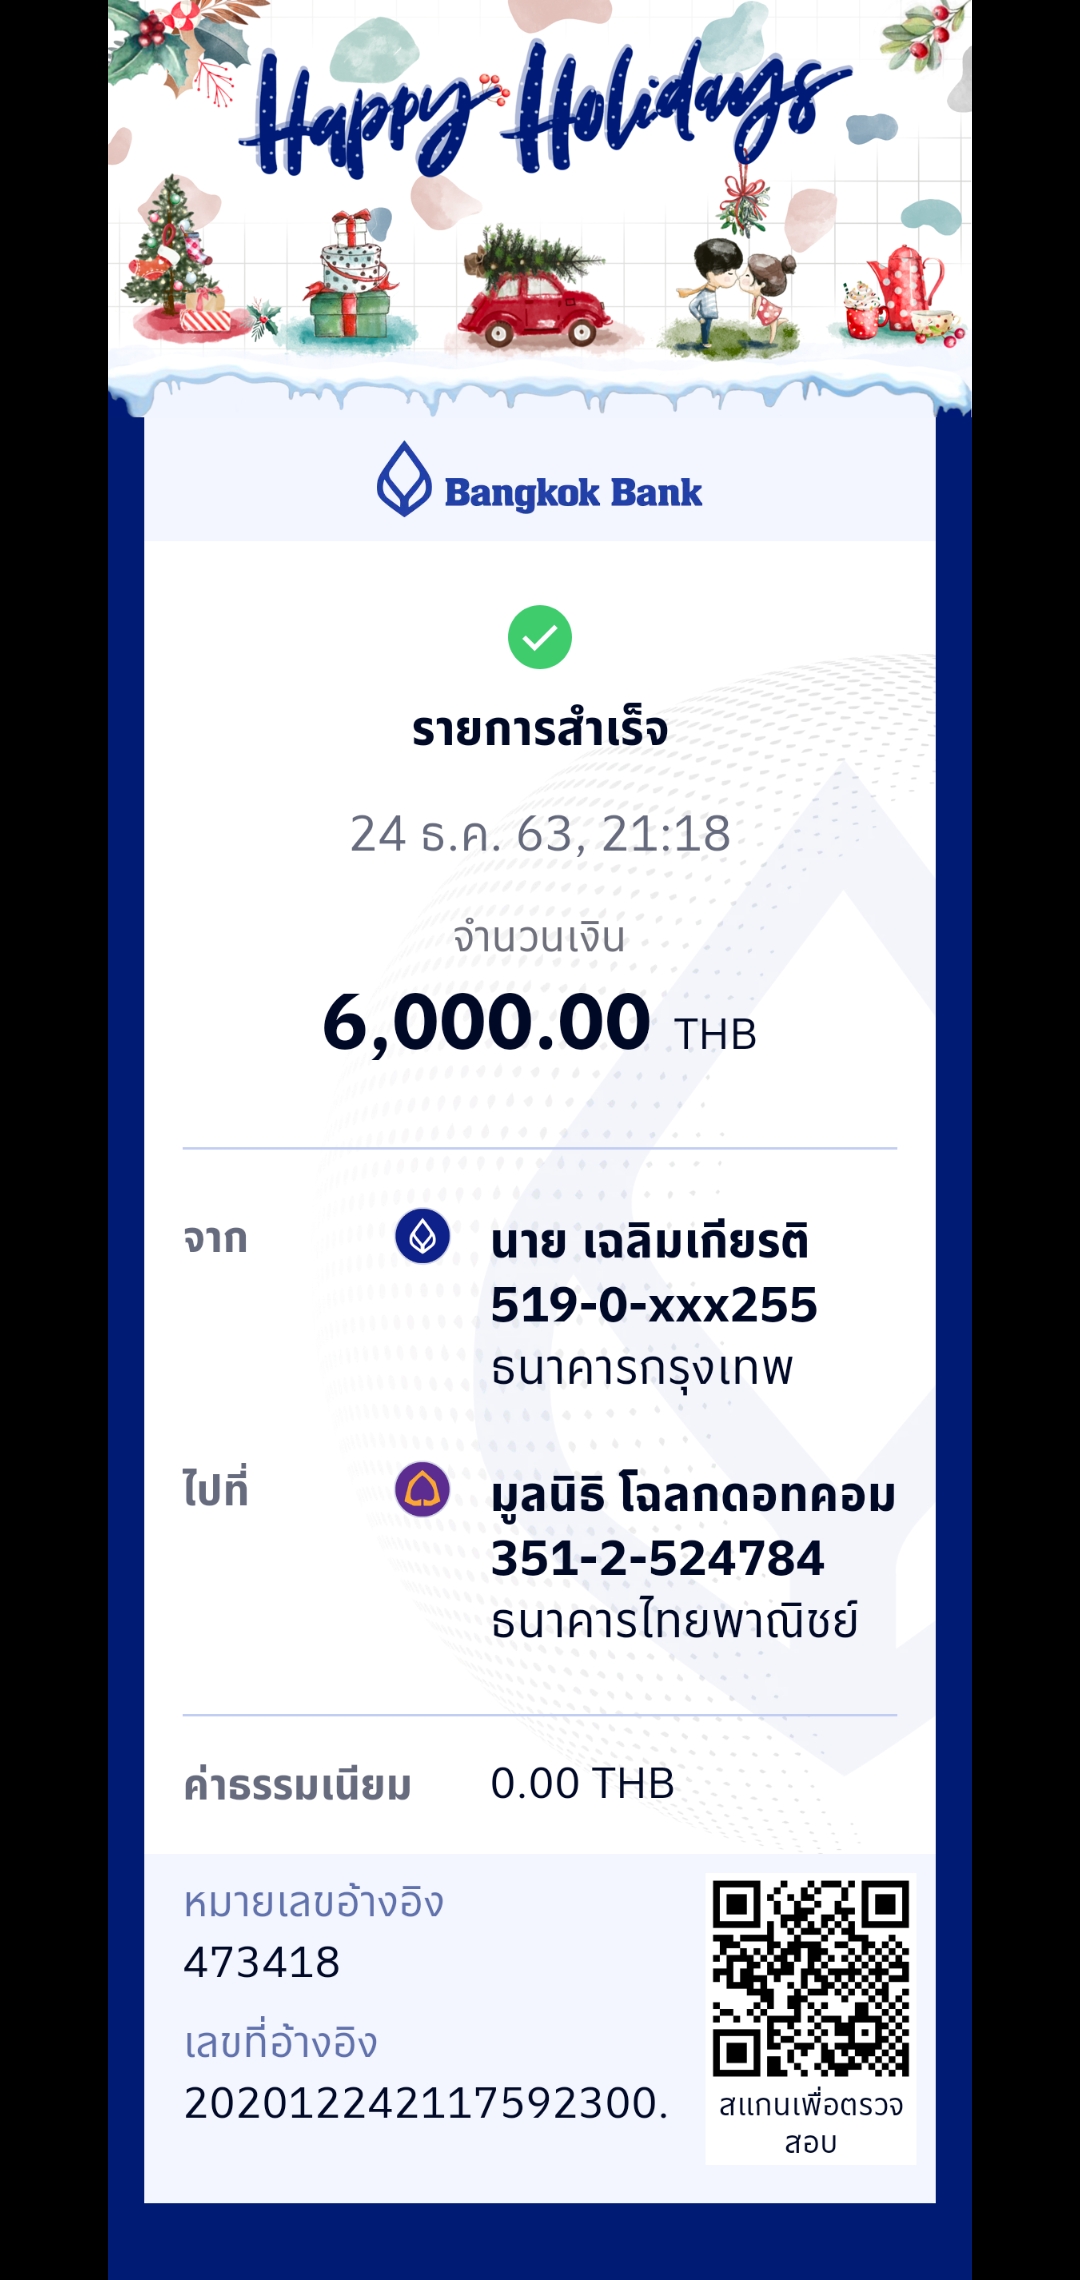 Happy Holidays
Bangkok Bank
รายการสำเร็จ
24 ธ.ค. 63, 21:18
จำนวนเงิน
6,000.00 THB
จาก
นาย เฉลิมเกียรติ
519-0-xxx255
ธนาคารกรุงเทพ
ไปที่
มูลนิธิ โฉลกดอทคอม
351-2-524784
ธนาคารไทยพาณิชย์
ค่าธรรมเนียม 0.00 THB
หมายเลขอ้างอิง
473418
เลขที่อ้างอิง
202012242117592300.
สแกนเพื่อตรวจ
สอบ